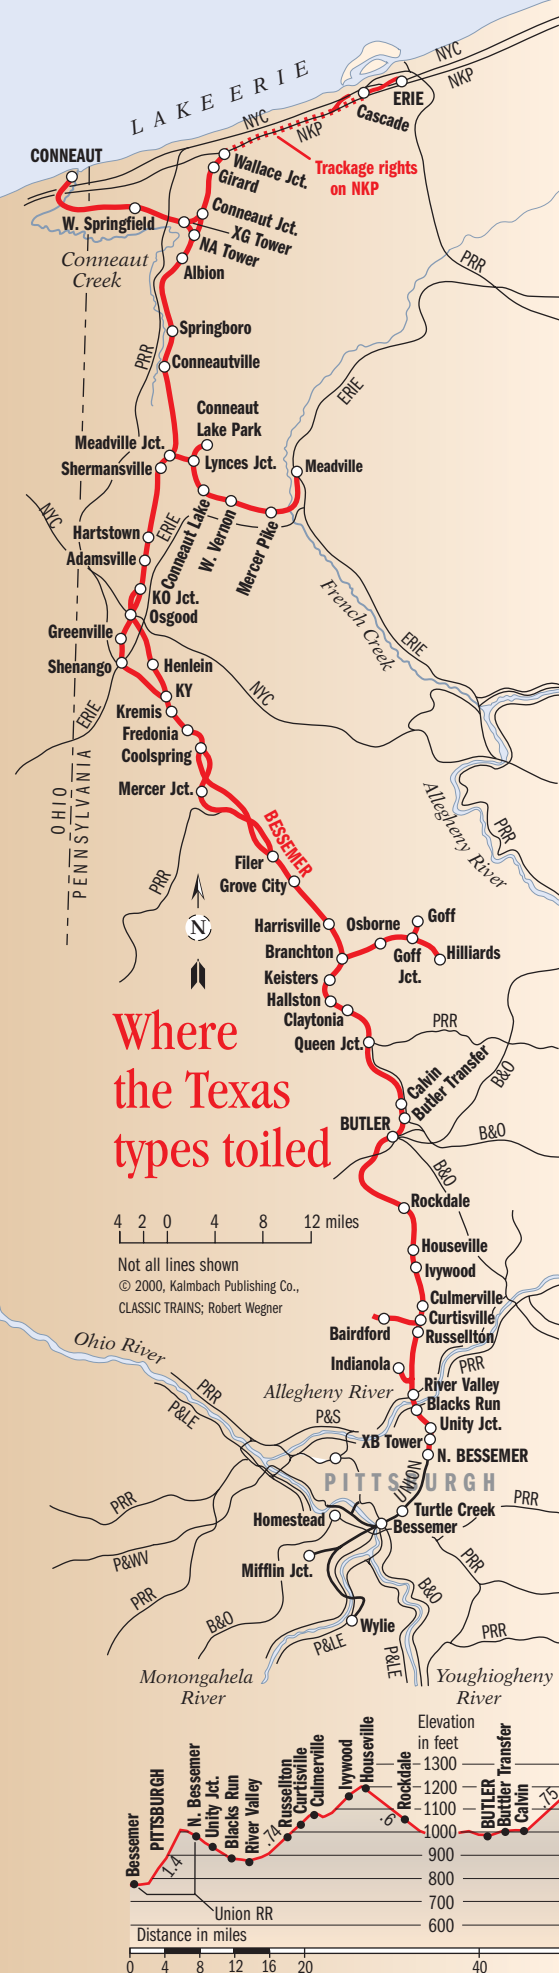 NYC
NKP
LAKE ERIE
ERIE
Cascade
NYC
NKP
Trackage rights
on NKP
CONNEAUT
Wallace Jct.
Girard
Conneaut Jct.
W. Springfield
XG Tower
NA Tower
Conneaut
Creek
Albion
PRR
Springboro
PRR
Conneautville
ERIE
Conneaut
Lake Park
Meadville Jct.
Lynces Jct.
Meadville
Shermansville
NYC
ERIE
Conneaut Lake
W. Vernon
Mercer Pike
Hartstown
Adamsville
KO Jct.
Osgood
French Creek
ERIE
Greenville
Shenango
Henlein
KY
NYC
Kremis
ERIE
Fredonia
Coolspring
OHIO
PENNSYLVANIA
Mercer Jct.
Allegheny River
PRR
BESSEMER
Filer
PRR
Grove City
N
Harrisville
Osborne
Goff
Branchton
Goff
Jct.
Hilliards
Keisters
Hallston
Claytonia
PRR
Queen Jct.
Where
the Texas
types toiled
Calvin
Butler Transfer
B&O
BUTLER
B&O
B&O
Rockdale
4 2 0 4 8 12 miles
Houseville
Ivywood
Not all lines shown
© 2000, Kalmbach Publishing Co.,
CLASSIC TRAINS; Robert Wegner
Culmerville
Curtisville
Bairdford
Russellton
Ohio River
PRR
Indianola
PRR
Allegheny River
River Valley
P&LE
Blacks Run
P&S
Unity Jct.
XB Tower
N. BESSEMER
PITTSBURGH
UNION
PRR
Turtle Creek
PRR
Homestead
Bessemer
P&WV
Mifflin Jct.
PRR
PRR
B&O
B&O
Wylie
P&LE
P&LE
PRR
Monongahela
River
Youghiogheny
River
Elevation
in feet
1300
1200
1100
1000
900
800
700
600
Bessemer
PITTSBURGH
N. Bessemer
Unity Jct.
Blacks Run
River Valley
Russellton
Curtisville
Culmerville
Ivywood
Houseville
Rockdale
BUTLER
Buttler Transfer
Calvin
1.4
.74
.6
.75
Union RR
Distance in miles
0 4 8 12 16 20 40